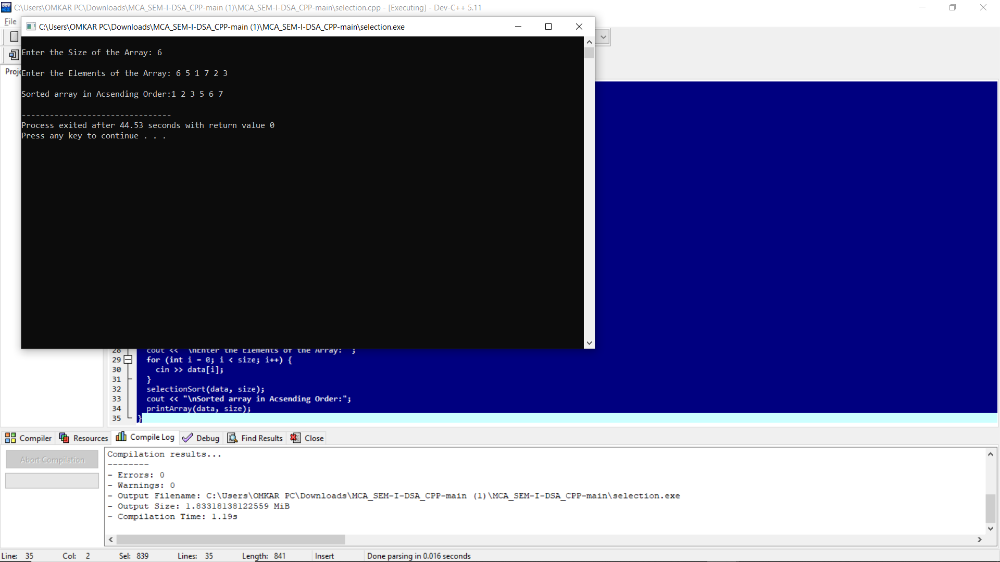 C:\Users\OMKAR PC\Downloads\MCA_SEM-I-DSA_CPP-main (1)\MCA_SEM-I-DSA_CPP-main\selection.cpp - [Executing] - Dev-C++ 5.11
File
C:\Users\OMKAR PC\Downloads\MCA_SEM-I-DSA_CPP-main (1)\MCA_SEM-I-DSA_CPP-main\selection.exe
Enter the Size of the Array: 6
Proje
Enter the Elements of the Array: 6 5 1 7 2 3
Sorted array in Acsending Order:1 2 3 5 6 7
--------------------------------
Process exited after 44.53 seconds with return value 0
Press any key to continue . . .
28 cout << "\nEnter the Elements of the Array: ";
29 for (int i = 0; i < size; i++) {
30 cin >> data[i];
31 }
32 selectionSort(data, size);
33 cout << "\nSorted array in Acsending Order:";
34 printArray(data, size);
35 }
Compiler Resources Compile Log Debug Find Results Close
Abort Compilation
Compilation results...
--------
- Errors: 0
- Warnings: 0
- Output Filename: C:\Users\OMKAR PC\Downloads\MCA_SEM-I-DSA_CPP-main (1)\MCA_SEM-I-DSA_CPP-main\selection.exe
- Output Size: 1.83318138122559 MiB
- Compilation Time: 1.19s
Line: 35 Col: 2 Sel: 839 Lines: 35 Length: 841 Insert Done parsing in 0.016 seconds